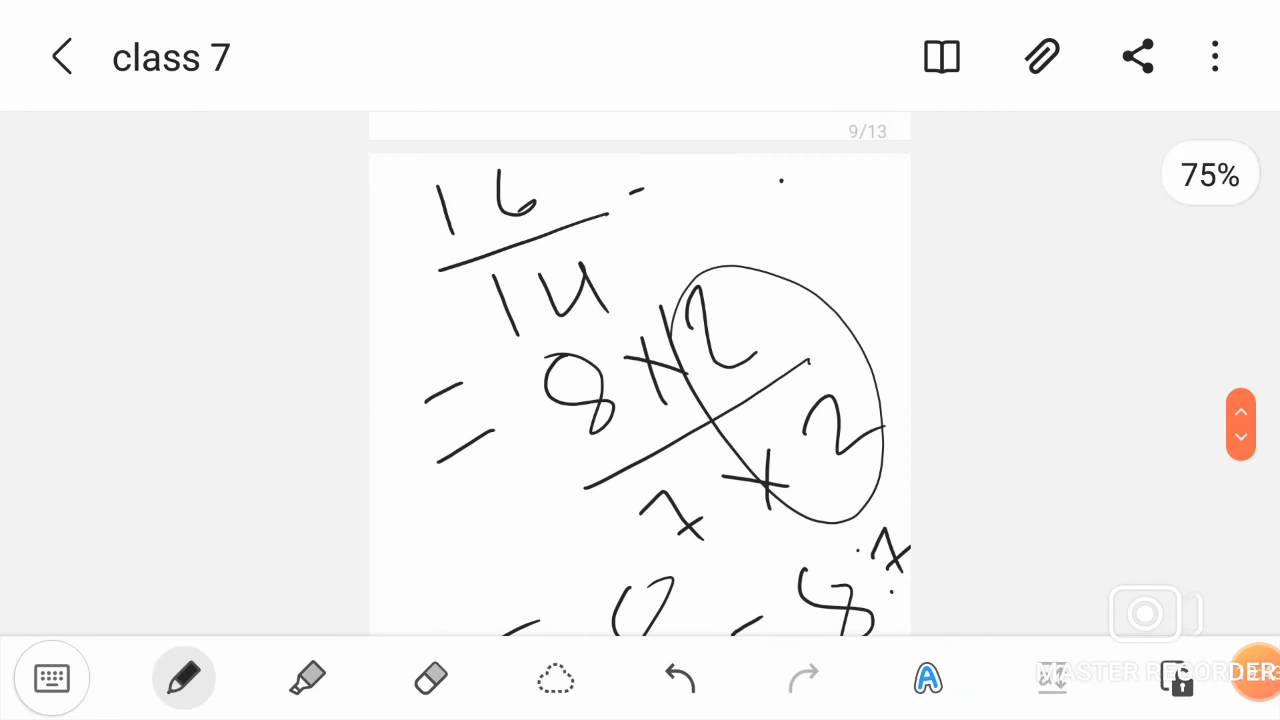 class 7
9/13
75%
16 -
14
= 8 × 2
7 × 2
MASTER RECORDER